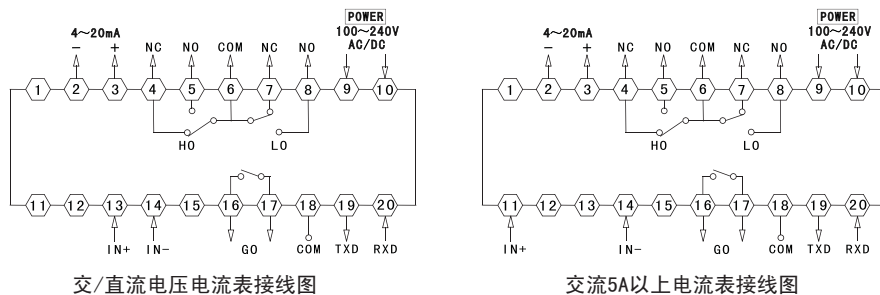 POWER
4~20mA 100~240V
- + NC NO COM NC NO AC/DC
1 2 3 4 5 6 7 8 9 10
HO LO
11 12 13 14 15 16 17 18 19 20
IN+ IN- GO COM TXD RXD
交/直流电压电流表接线图
POWER
4~20mA 100~240V
- + NC NO COM NC NO AC/DC
1 2 3 4 5 6 7 8 9 10
HO LO
11 12 13 14 15 16 17 18 19 20
IN+ IN- GO COM TXD RXD
交流5A以上电流表接线图